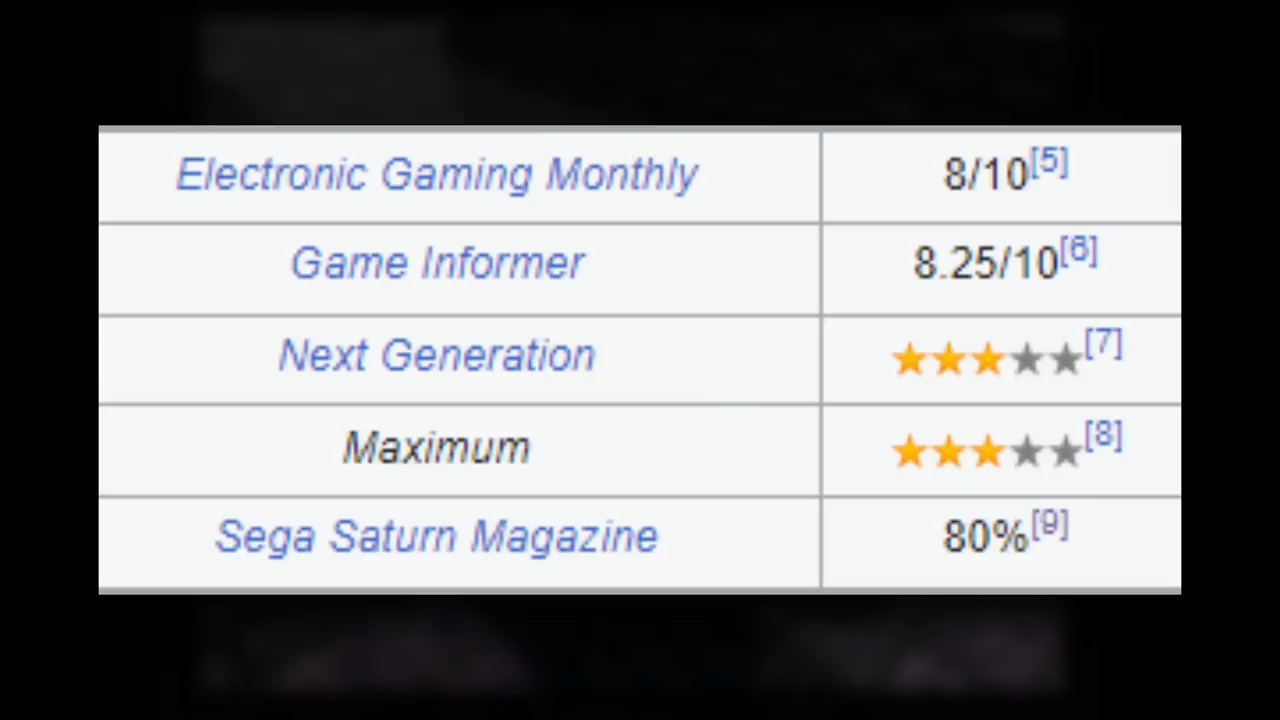 Electronic Gaming Monthly 8/10[5]
Game Informer 8.25/10[6]
Next Generation ★★★★★[7]
Maximum ★★★★★[8]
Sega Saturn Magazine 80%[9]